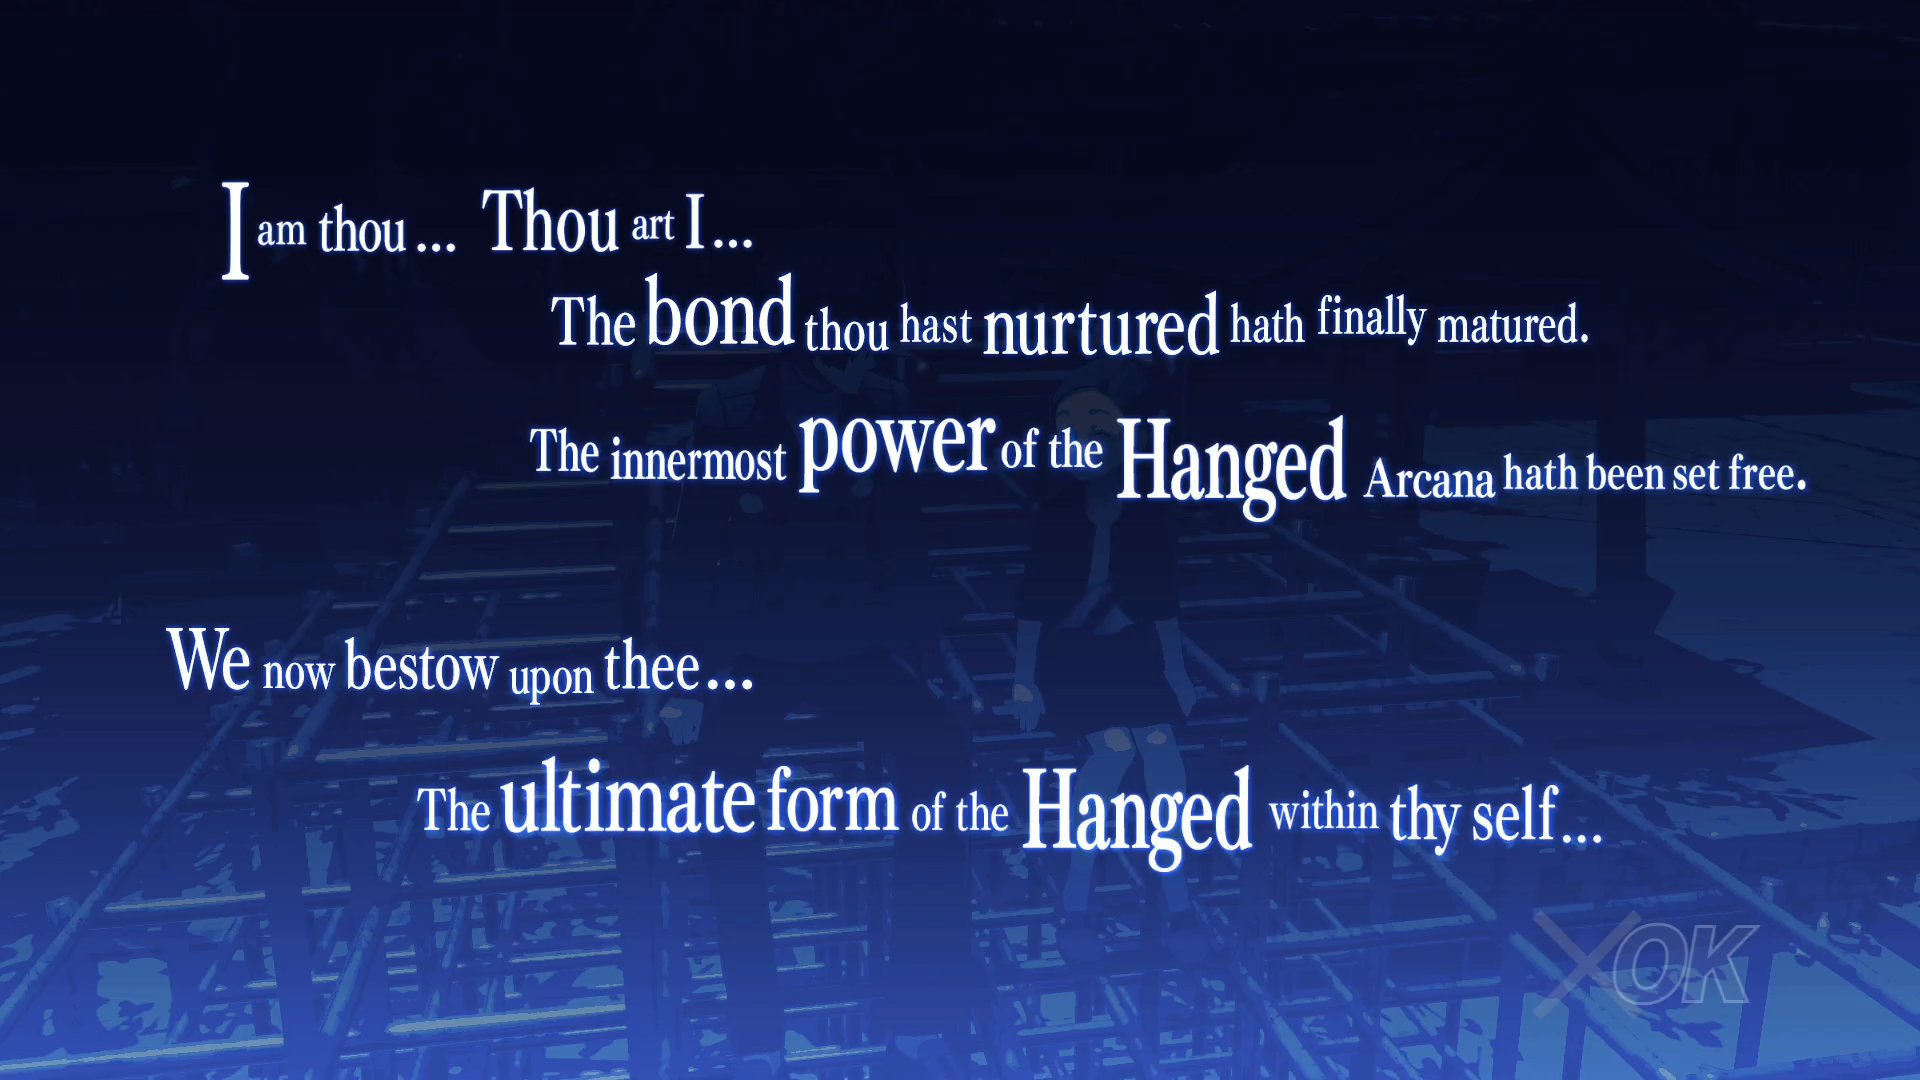 I am thou... Thou art I...
The bond thou hast nurtured hath finally matured.
The innermost power of the Hanged Arcana hath been set free.
We now bestow upon thee...
The ultimate form of the Hanged within thy self...
OK